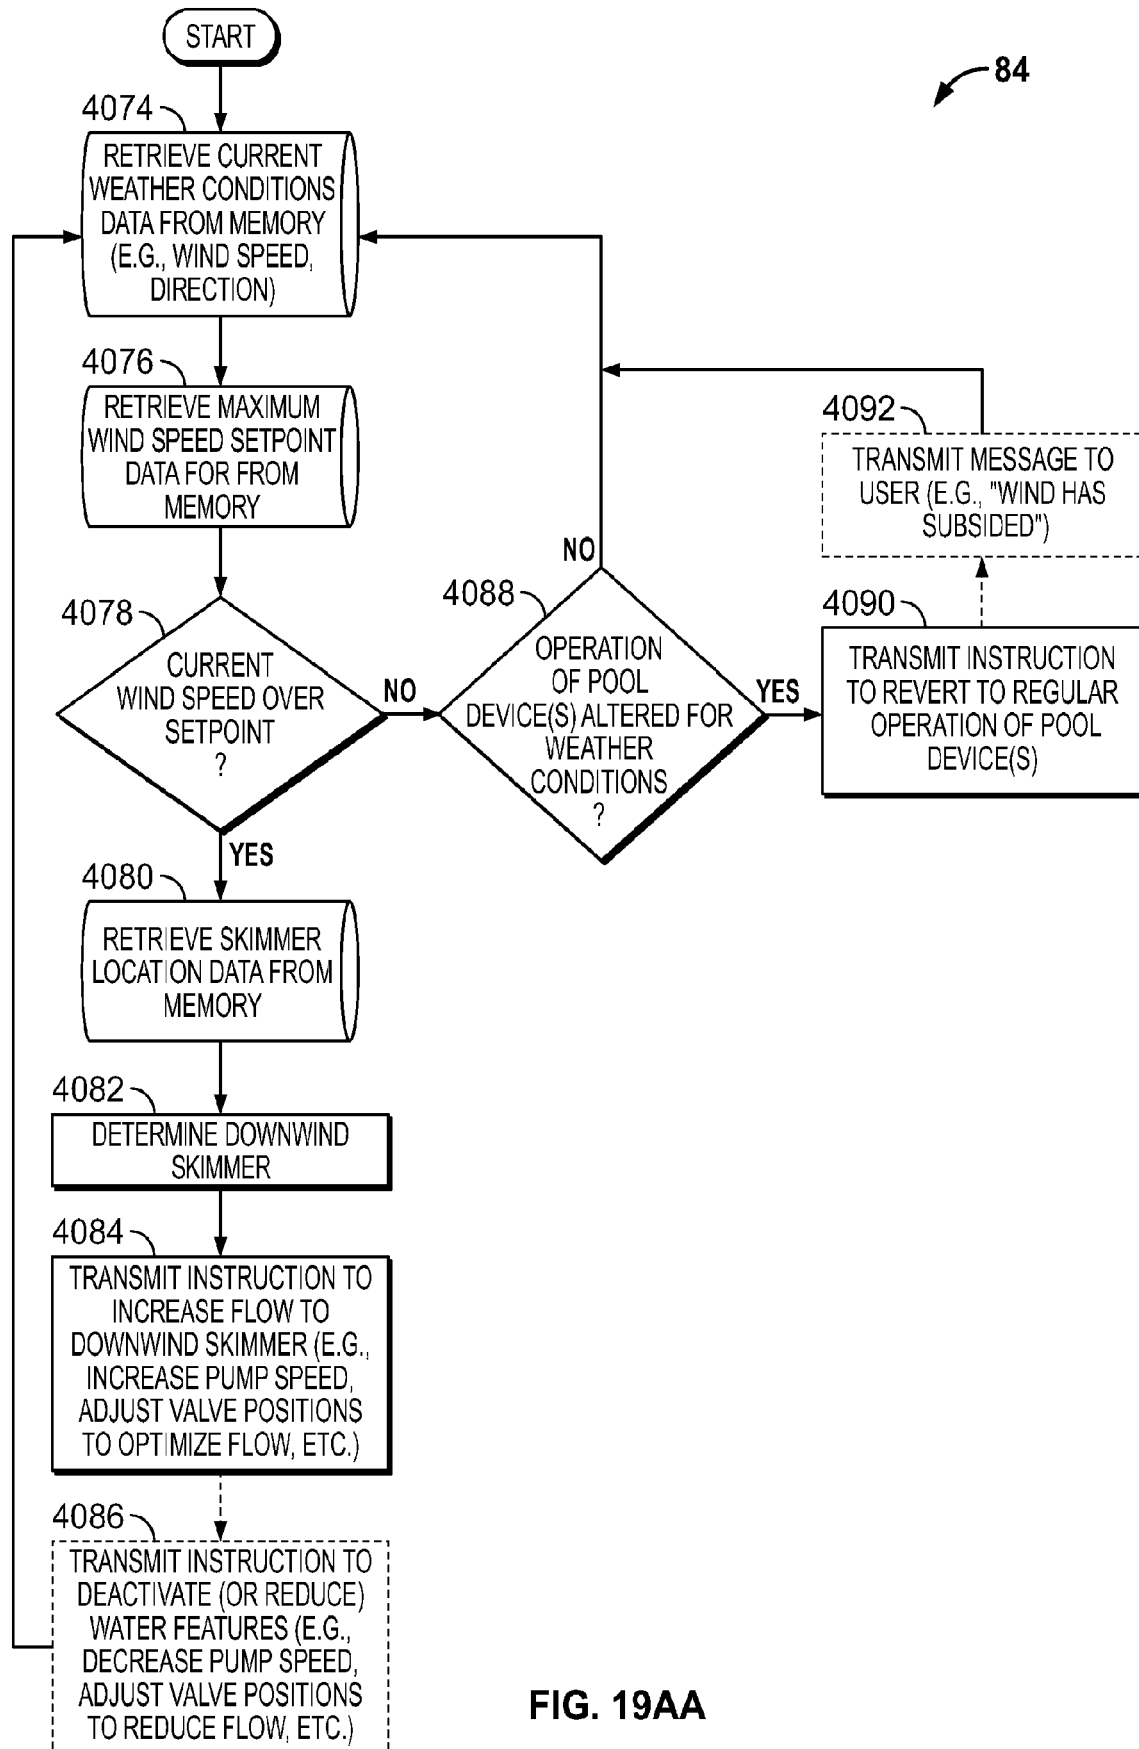 START
84
4074
RETRIEVE CURRENT
WEATHER CONDITIONS
DATA FROM MEMORY
(E.G., WIND SPEED,
DIRECTION)
4076
RETRIEVE MAXIMUM
WIND SPEED SETPOINT
DATA FOR FROM
MEMORY
4078
CURRENT
WIND SPEED OVER
SETPOINT
?
NO
YES
4088
OPERATION
OF POOL
DEVICE(S) ALTERED FOR
WEATHER
CONDITIONS
?
NO
YES
4092
TRANSMIT MESSAGE TO
USER (E.G., "WIND HAS
SUBSIDED")
4090
TRANSMIT INSTRUCTION
TO REVERT TO REGULAR
OPERATION OF POOL
DEVICE(S)
4080
RETRIEVE SKIMMER
LOCATION DATA FROM
MEMORY
4082
DETERMINE DOWNWIND
SKIMMER
4084
TRANSMIT INSTRUCTION TO
INCREASE FLOW TO
DOWNWIND SKIMMER (E.G.,
INCREASE PUMP SPEED,
ADJUST VALVE POSITIONS
TO OPTIMIZE FLOW, ETC.)
4086
TRANSMIT INSTRUCTION TO
DEACTIVATE (OR REDUCE)
WATER FEATURES (E.G.,
DECREASE PUMP SPEED,
ADJUST VALVE POSITIONS
TO REDUCE FLOW, ETC.)
FIG. 19AA